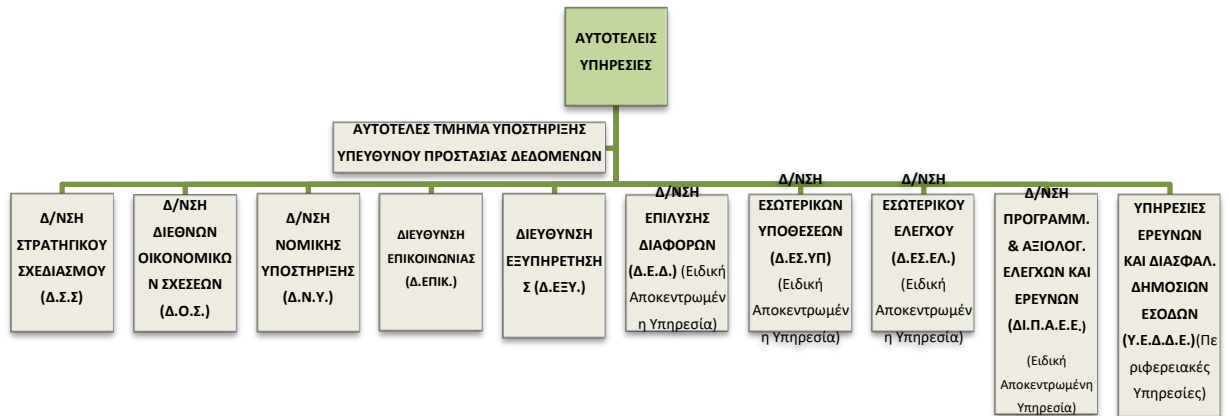 ΑΥΤΟΤΕΛΕΙΣ
ΥΠΗΡΕΣΙΕΣ
ΑΥΤΟΤΕΛΕΣ ΤΜΗΜΑ ΥΠΟΣΤΗΡΙΞΗΣ
ΥΠΕΥΘΥΝΟΥ ΠΡΟΣΤΑΣΙΑΣ ΔΕΔΟΜΕΝΩΝ
Δ/ΝΣΗ
ΣΤΡΑΤΗΓΙΚΟΥ
ΣΧΕΔΙΑΣΜΟΥ
(Δ.Σ.Σ)
Δ/ΝΣΗ
ΔΙΕΘΝΩΝ
ΟΙΚΟΝΟΜΙΚΩ
Ν ΣΧΕΣΕΩΝ
(Δ.Ο.Σ.)
Δ/ΝΣΗ
ΝΟΜΙΚΗΣ
ΥΠΟΣΤΗΡΙΞΗΣ
(Δ.Ν.Υ.)
ΔΙΕΥΘΥΝΣΗ
ΕΠΙΚΟΙΝΩΝΙΑΣ
(Δ.ΕΠΙΚ.)
ΔΙΕΥΘΥΝΣΗ
ΕΞΥΠΗΡΕΤΗΣΗ
Σ (Δ.ΕΞΥ.)
Δ/ΝΣΗ
ΕΠΙΛΥΣΗΣ
ΔΙΑΦΟΡΩΝ
(Δ.Ε.Δ.) (Ειδική
Αποκεντρωμέν
η Υπηρεσία)
Δ/ΝΣΗ
ΕΣΩΤΕΡΙΚΩΝ
ΥΠΟΘΕΣΕΩΝ
(Δ.ΕΣ.ΥΠ)
(Ειδική
Αποκεντρωμέν
η Υπηρεσία)
Δ/ΝΣΗ
ΕΣΩΤΕΡΙΚΟΥ
ΕΛΕΓΧΟΥ
(Δ.ΕΣ.ΕΛ.)
(Ειδική
Αποκεντρωμέν
η Υπηρεσία)
Δ/ΝΣΗ
ΠΡΟΓΡΑΜΜ.
& ΑΞΙΟΛΟΓ.
ΕΛΕΓΧΩΝ ΚΑΙ
ΕΡΕΥΝΩΝ
(ΔΙ.Π.Α.Ε.Ε.)
(Ειδική
Αποκεντρωμένη
Υπηρεσία)
ΥΠΗΡΕΣΙΕΣ
ΕΡΕΥΝΩΝ
ΚΑΙ ΔΙΑΣΦΑΛ.
ΔΗΜΟΣΙΩΝ
ΕΣΟΔΩΝ
(Υ.Ε.Δ.Δ.Ε.)(Πε
ριφερειακές
Υπηρεσίες)